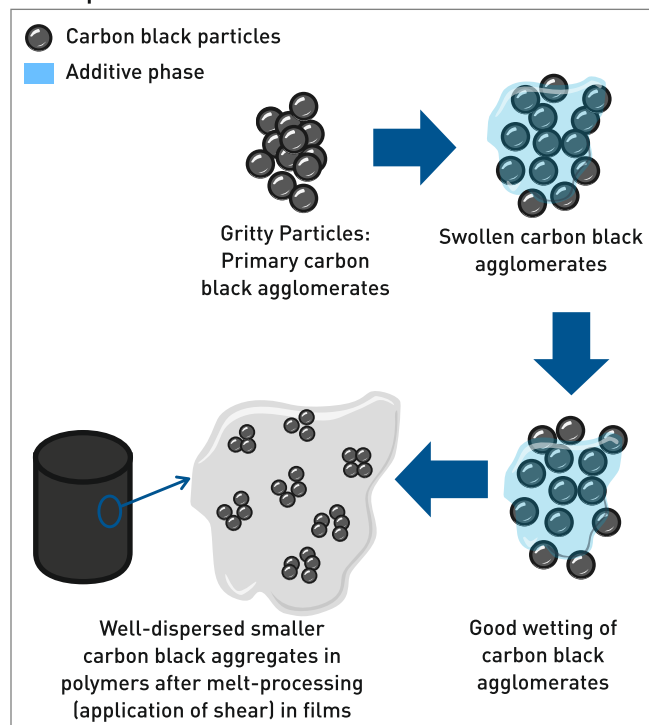 Carbon black particles
Additive phase
Gritty Particles:
Primary carbon
black agglomerates
Swollen carbon black
agglomerates
Well-dispersed smaller
carbon black aggregates in
polymers after melt-processing
(application of shear) in films
Good wetting of
carbon black
agglomerates